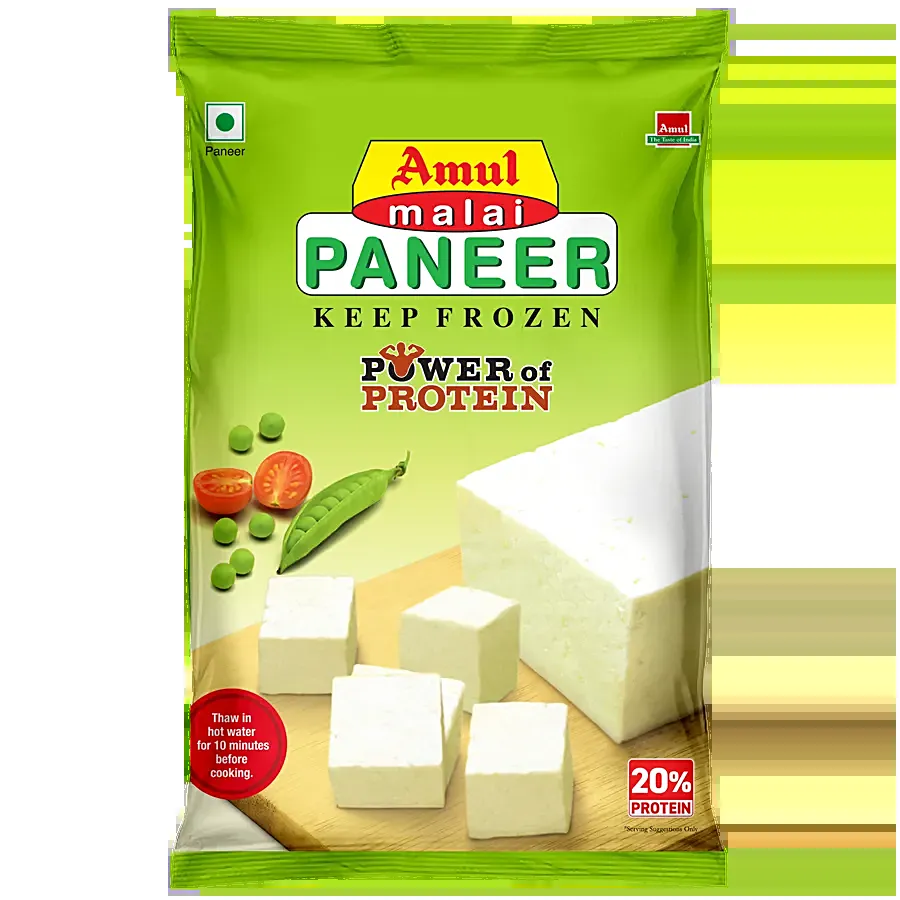 Paneer
Amul
The Taste of India
Amul
malai
PANEER
KEEP FROZEN
POWER of
PROTEIN
Thaw in
hot water
for 10 minutes
before
cooking.
20%
PROTEIN
*Serving Suggestions Only